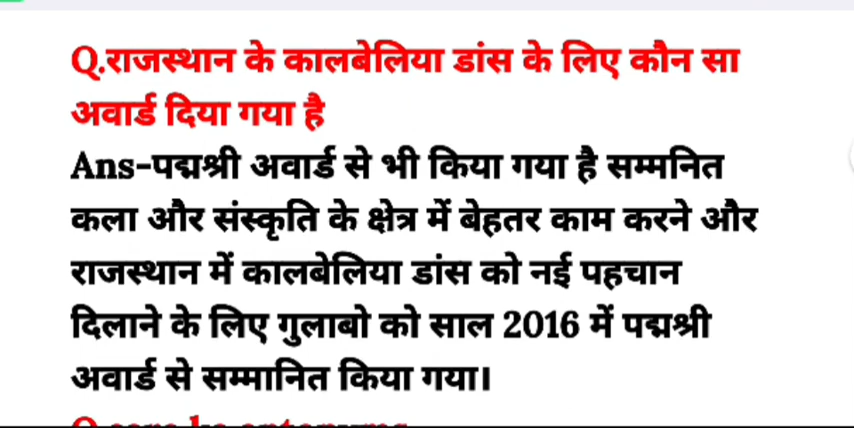 Q.राजस्थान के कालबेलिया डांस के लिए कौन सा
अवार्ड दिया गया है
Ans-पद्मश्री अवार्ड से भी किया गया है सम्मनित
कला और संस्कृति के क्षेत्र में बेहतर काम करने और
राजस्थान में कालबेलिया डांस को नई पहचान
दिलाने के लिए गुलाबो को साल 2016 में पद्मश्री
अवार्ड से सम्मानित किया गया।